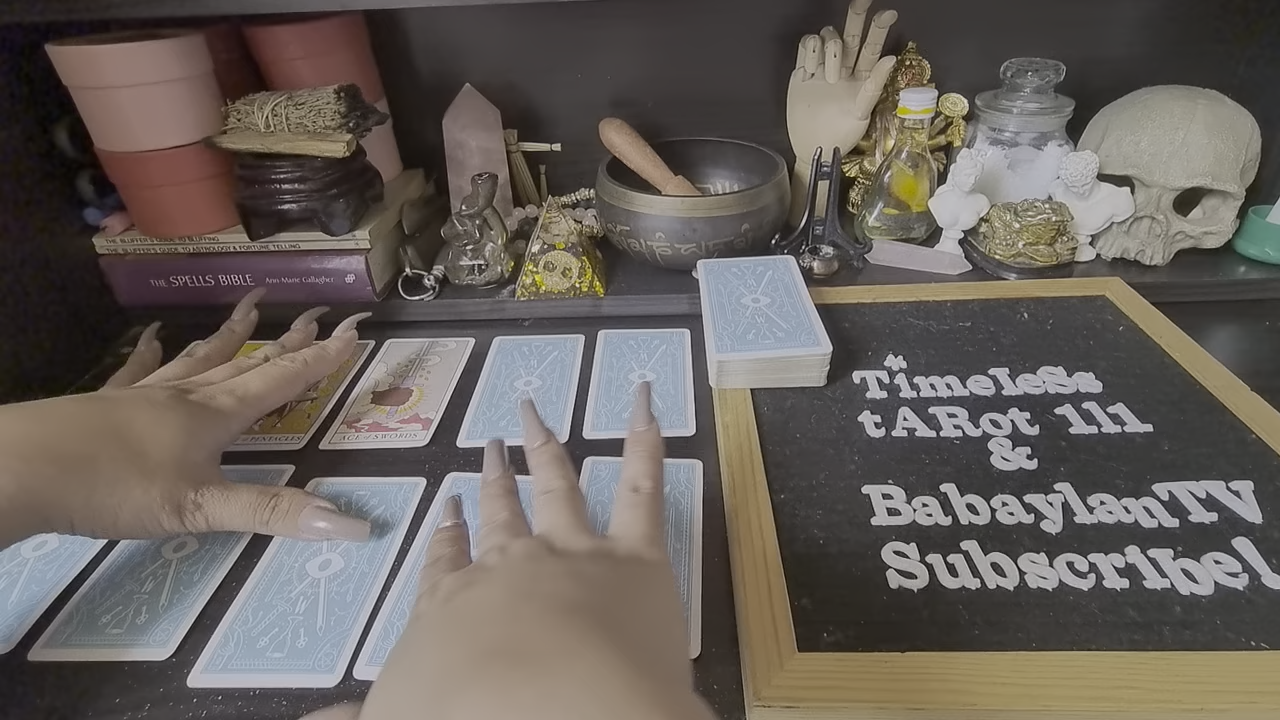 THE BLUFFER'S GUIDE TO BLUFFING
THE BLUFFER'S GUIDE TO ASTROLOGY & FORTUNE TELLING
THE SPELLS BIBLE Ann-Marie Gallagher
PENTACLES
ACE of SWORDS.
TimeleSs
tARot 111
&
BabaylanTV
Subscribe!